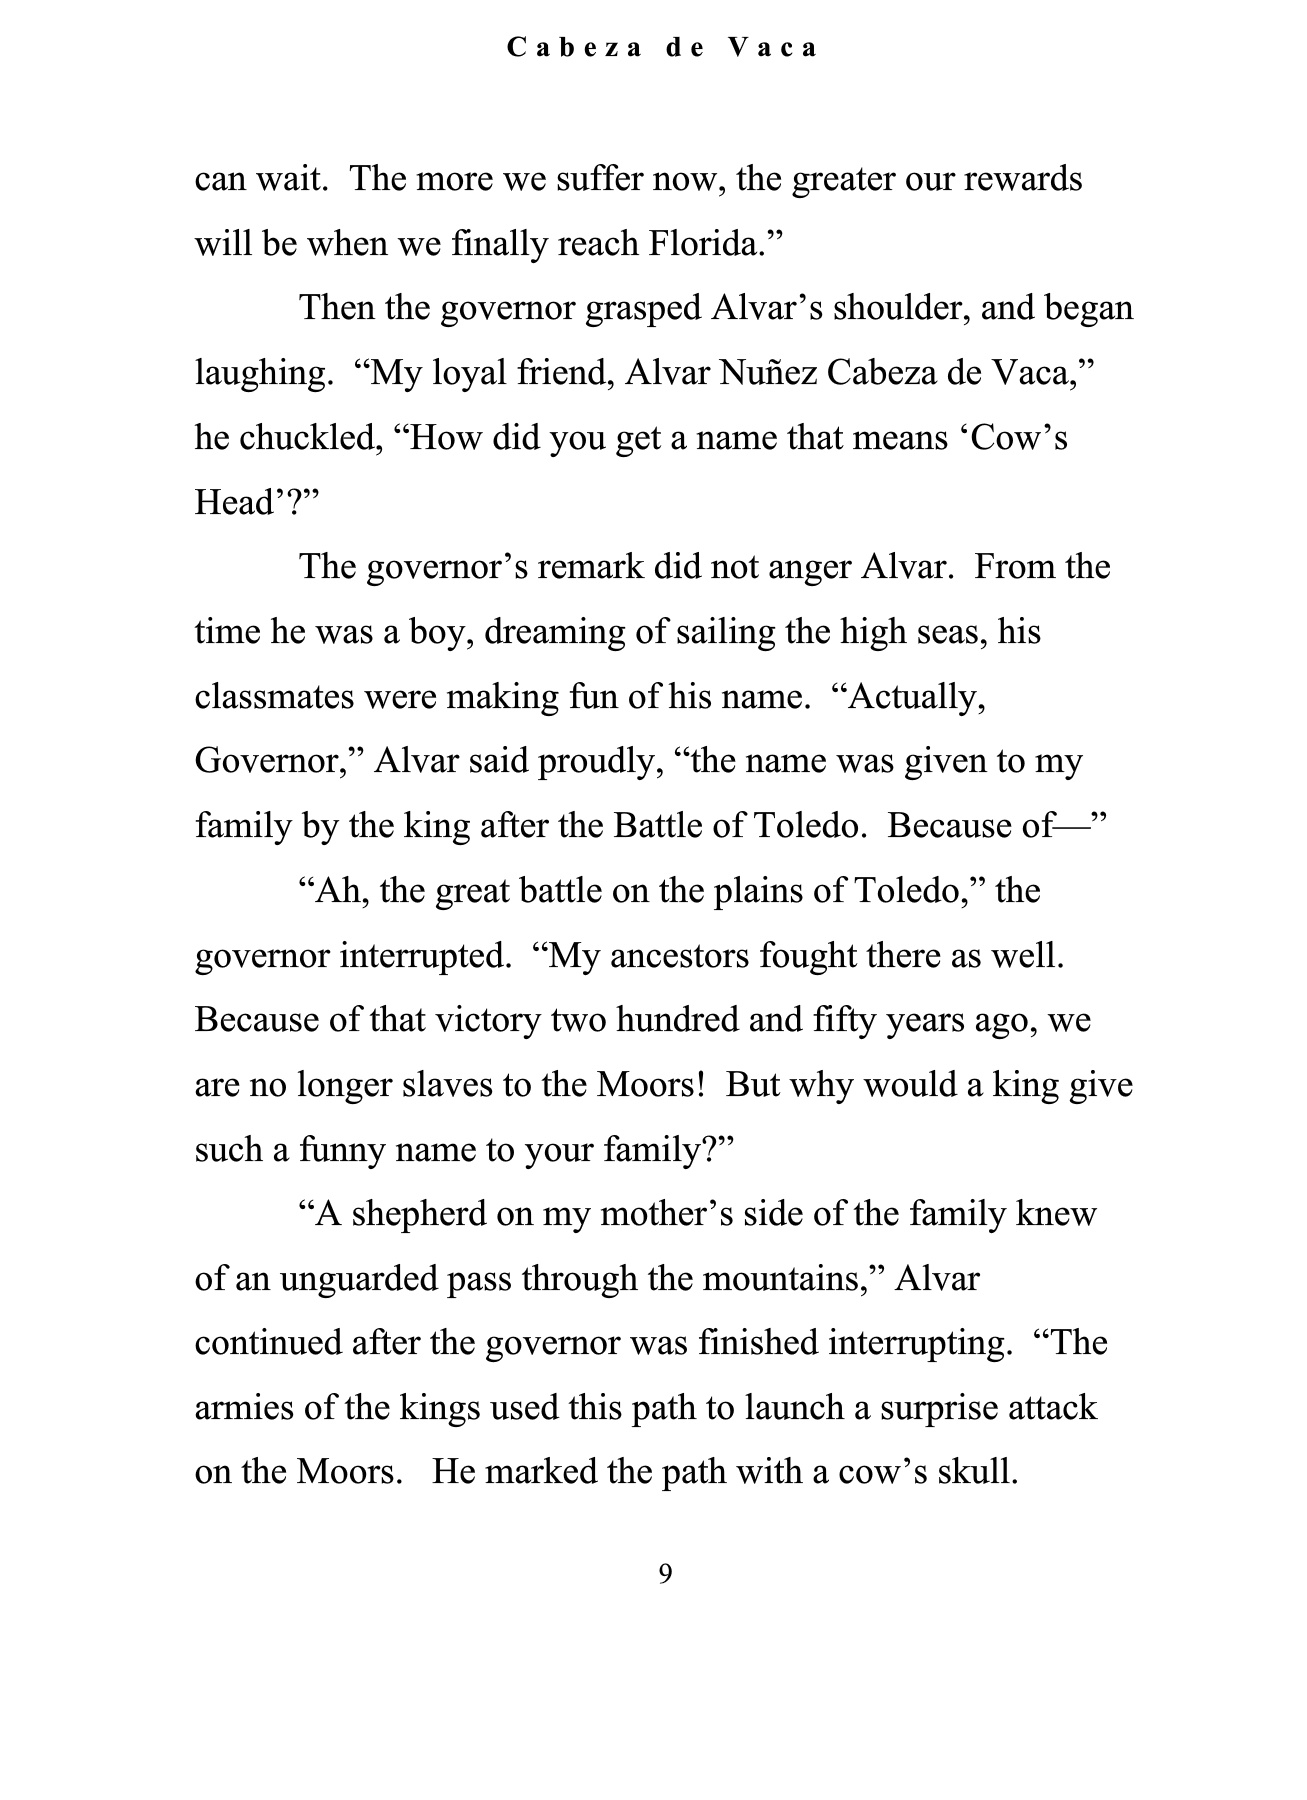 Cabeza de Vaca
can wait.  The more we suffer now, the greater our rewards
will be when we finally reach Florida.”
Then the governor grasped Alvar’s shoulder, and began
laughing.  “My loyal friend, Alvar Nuñez Cabeza de Vaca,”
he chuckled, “How did you get a name that means ‘Cow’s
Head’?”
The governor’s remark did not anger Alvar.  From the
time he was a boy, dreaming of sailing the high seas, his
classmates were making fun of his name.  “Actually,
Governor,” Alvar said proudly, “the name was given to my
family by the king after the Battle of Toledo.  Because of—”
“Ah, the great battle on the plains of Toledo,” the
governor interrupted.  “My ancestors fought there as well.
Because of that victory two hundred and fifty years ago, we
are no longer slaves to the Moors!  But why would a king give
such a funny name to your family?”
“A shepherd on my mother’s side of the family knew
of an unguarded pass through the mountains,” Alvar
continued after the governor was finished interrupting.  “The
armies of the kings used this path to launch a surprise attack
on the Moors.   He marked the path with a cow’s skull.
9